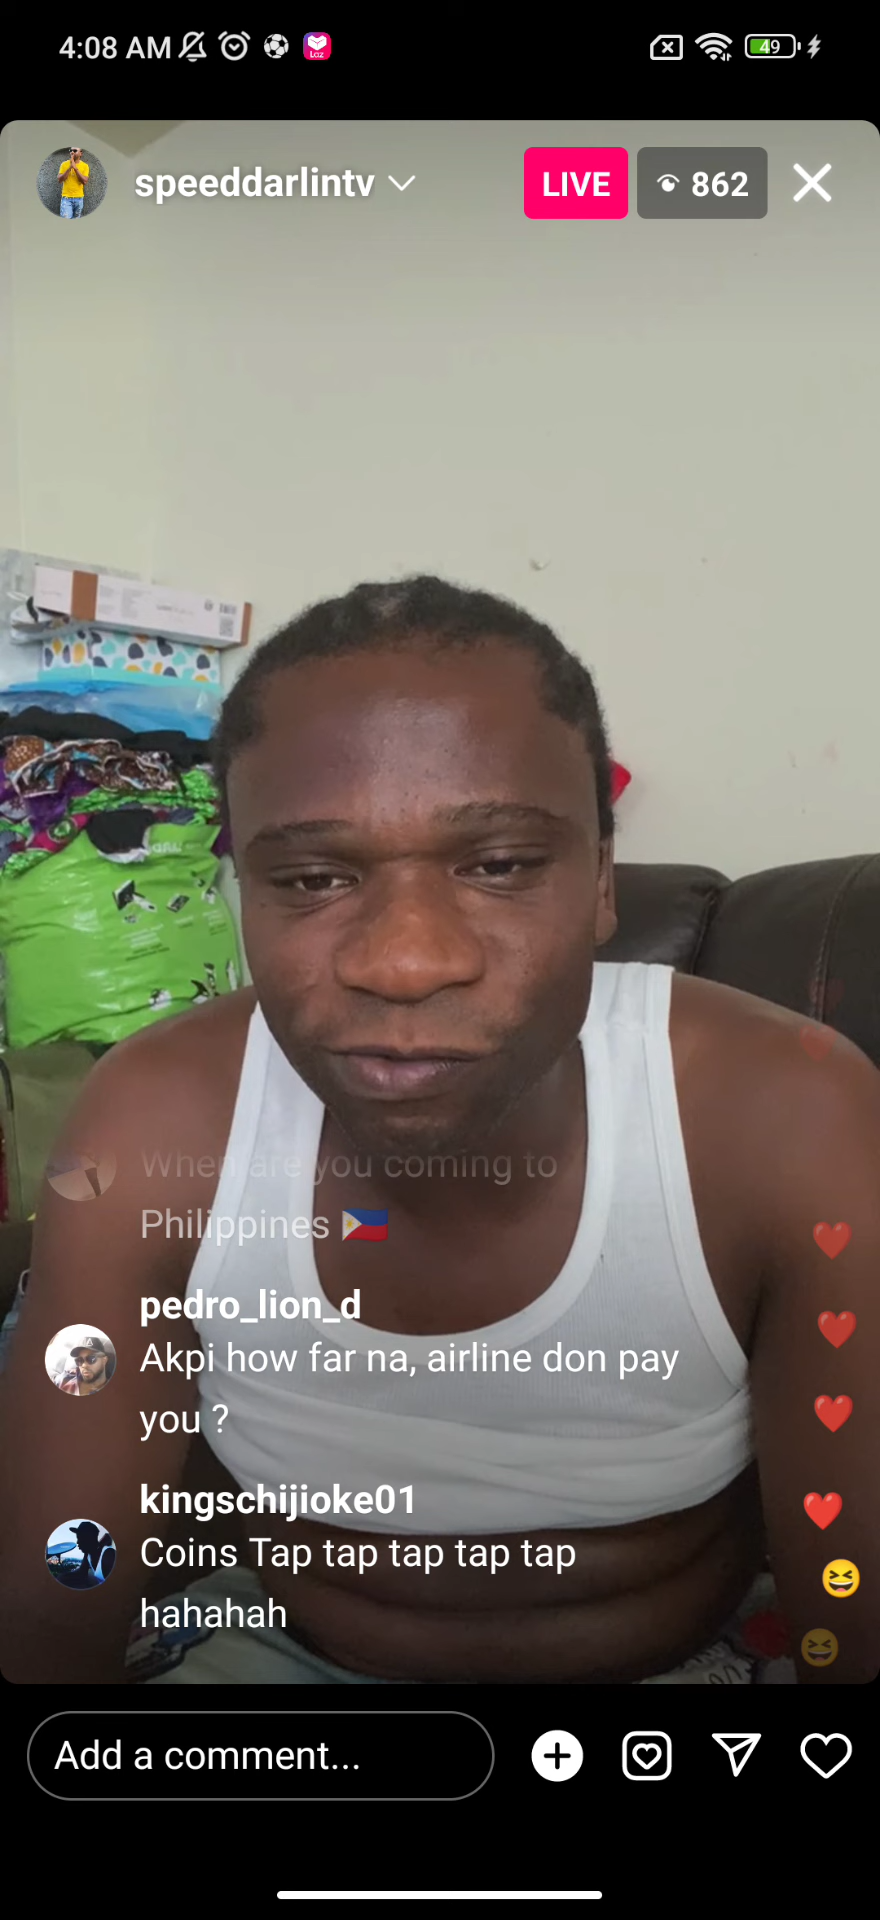 4:08 AM
Laz
49
speeddarlintv
LIVE
862
When are you coming to
Philippines 🇵🇭
pedro_lion_d
Akpi how far na, airline don pay
you ?
kingschijioke01
Coins Tap tap tap tap tap
hahahah
Add a comment...